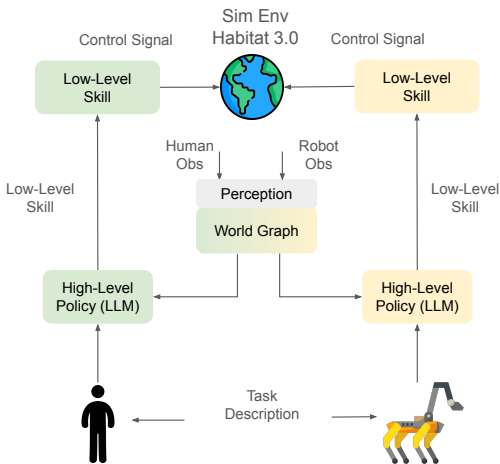 Sim Env
Habitat 3.0
Control Signal
Control Signal
Low-Level
Skill
Low-Level
Skill
Human
Obs
Robot
Obs
Perception
World Graph
Low-Level
Skill
Low-Level
Skill
High-Level
Policy (LLM)
High-Level
Policy (LLM)
Task
Description